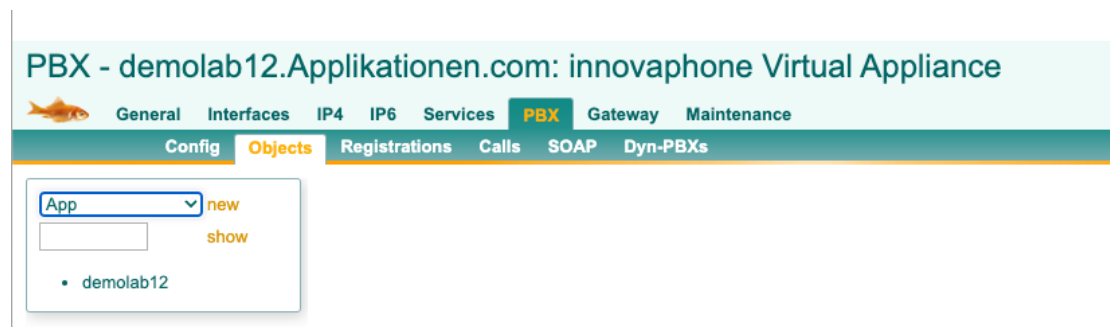 PBX - demolab12.Applikationen.com: innovaphone Virtual Appliance
General Interfaces IP4 IP6 Services PBX Gateway Maintenance
Config Objects Registrations Calls SOAP Dyn-PBXs
App new
show
• demolab12